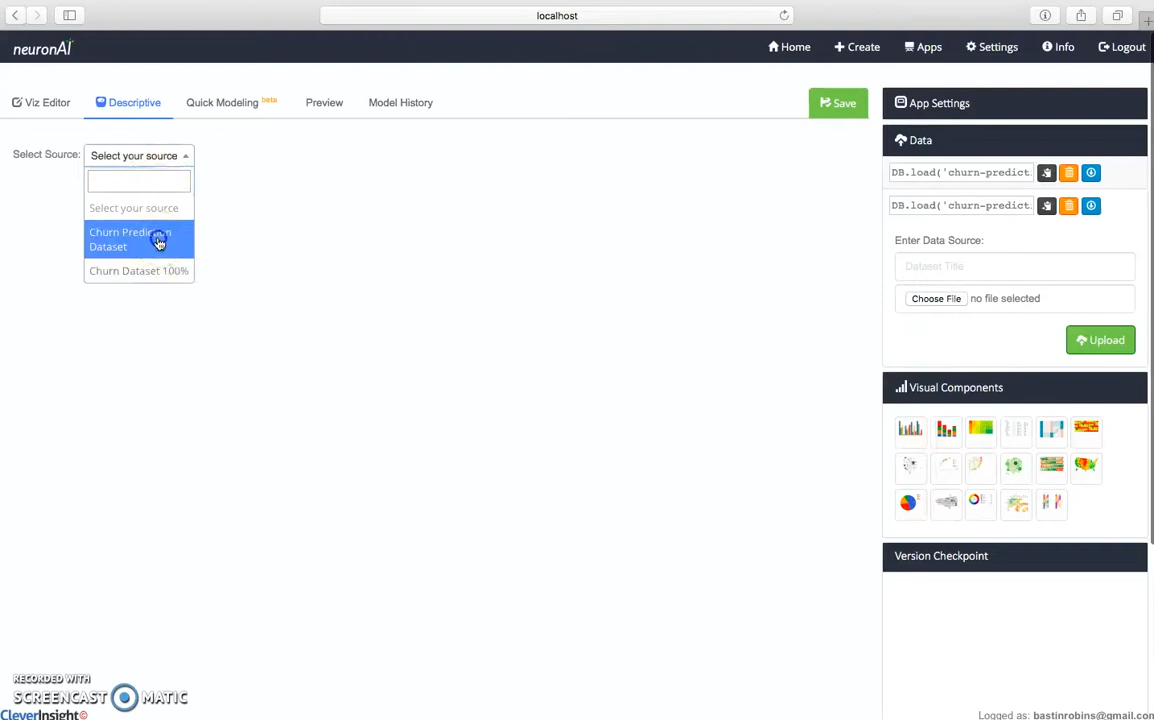 localhost
neuronAI
Home
Create
Apps
Settings
Info
Logout
Viz Editor
Descriptive
Quick Modeling beta
Preview
Model History
Save
App Settings
Select Source:
Select your source
Select your source
Churn Prediction
Dataset
Churn Dataset 100%
Data
DB.load('churn-predict
DB.load('churn-predict
Enter Data Source:
Dataset Title
Choose File no file selected
Upload
Visual Components
Version Checkpoint
RECORDED WITH
SCREENCAST MATIC
CleverInsight©
Logged as: bastinrobins@gmail.com